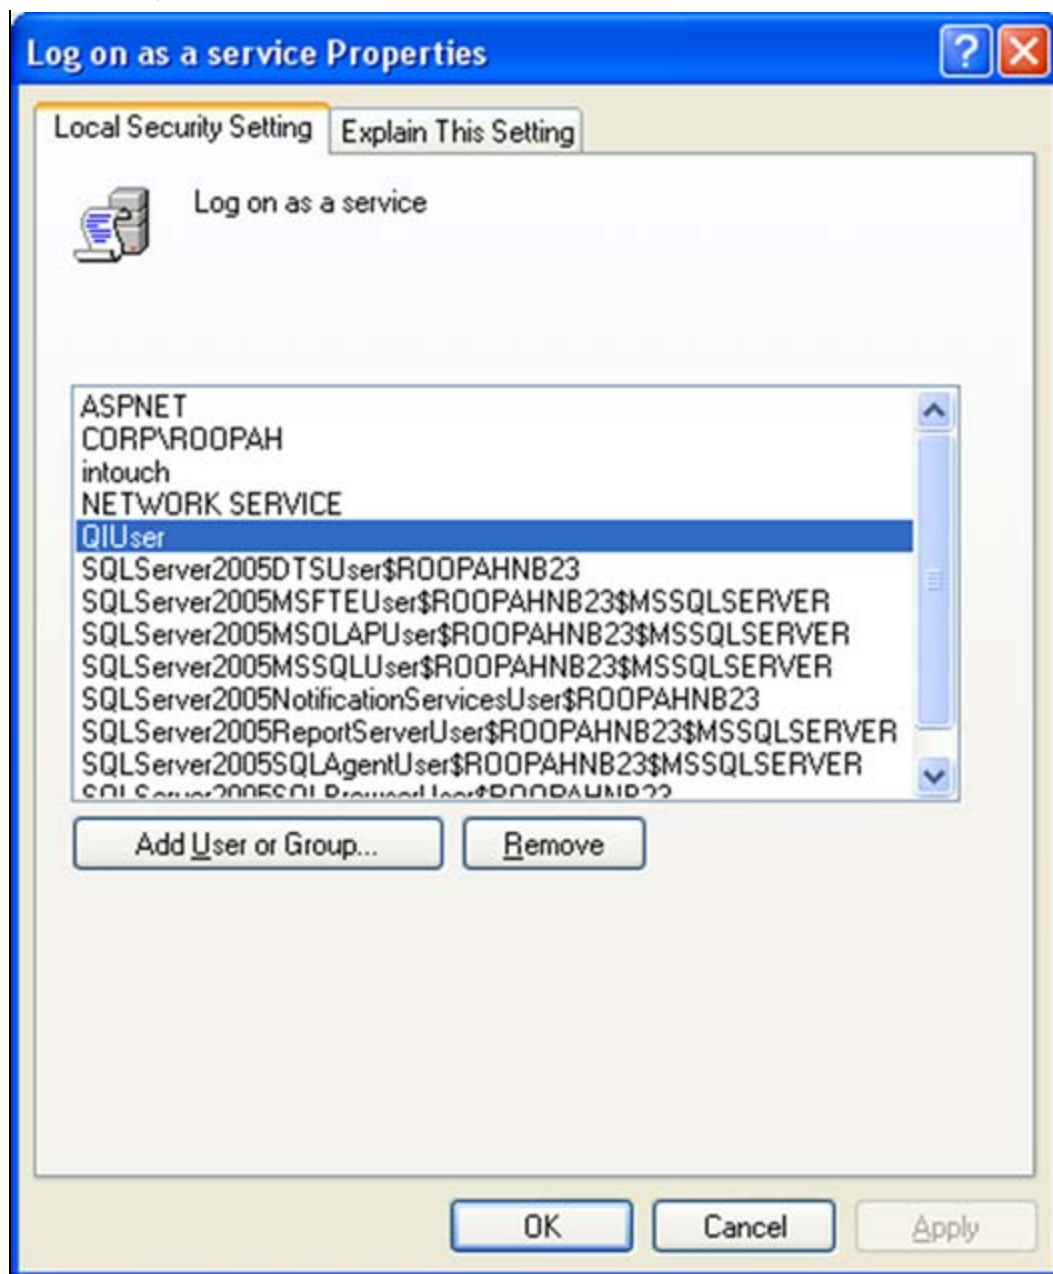 Log on as a service Properties
Local Security Setting
Explain This Setting
Log on as a service
ASPNET
CORP\ROOPAH
intouch
NETWORK SERVICE
QIUser
SQLServer2005DTSUser$ROOPAHNB23
SQLServer2005MSFTEUser$ROOPAHNB23$MSSQLSERVER
SQLServer2005MSOLAPUser$ROOPAHNB23$MSSQLSERVER
SQLServer2005MSSQLUser$ROOPAHNB23$MSSQLSERVER
SQLServer2005NotificationServicesUser$ROOPAHNB23
SQLServer2005ReportServerUser$ROOPAHNB23$MSSQLSERVER
SQLServer2005SQLAgentUser$ROOPAHNB23$MSSQLSERVER
SQLServer2005SQLBrowserUser$ROOPAHNB23
Add User or Group...
Remove
OK
Cancel
Apply